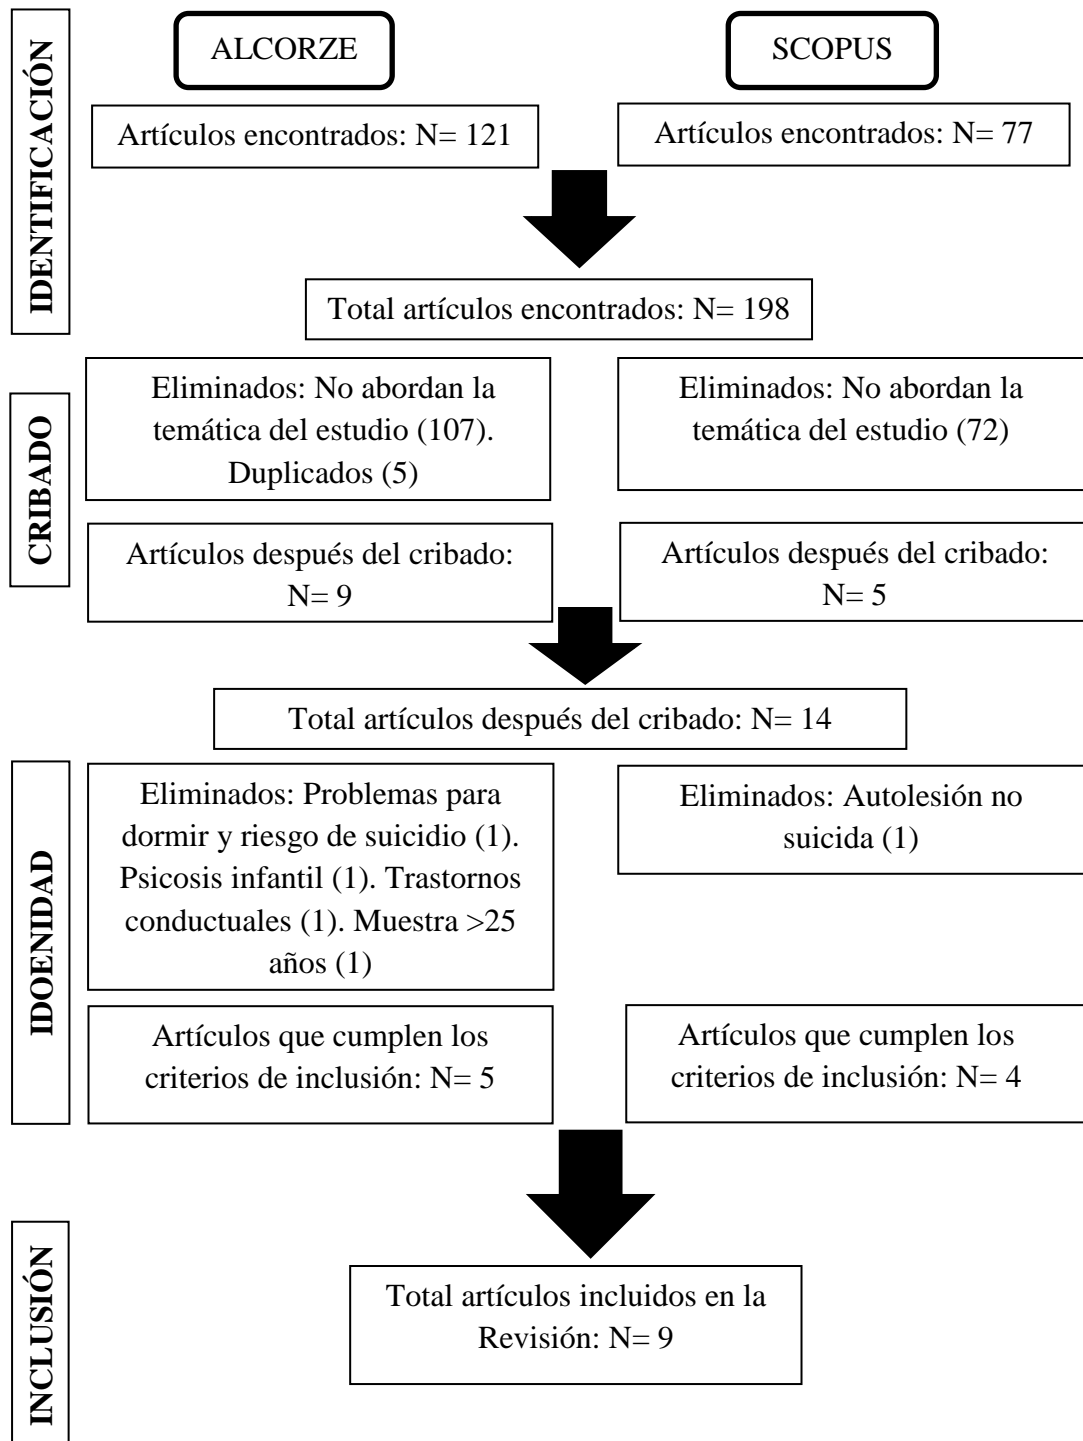 IDENTIFICACIÓN
ALCORZE
SCOPUS
Artículos encontrados: N= 121
Artículos encontrados: N= 77
Total artículos encontrados: N= 198
CRIBADO
Eliminados: No abordan la
temática del estudio (107).
Duplicados (5)
Eliminados: No abordan la
temática del estudio (72)
Artículos después del cribado:
N= 9
Artículos después del cribado:
N= 5
Total artículos después del cribado: N= 14
IDOENIDAD
Eliminados: Problemas para
dormir y riesgo de suicidio (1).
Psicosis infantil (1). Trastornos
conductuales (1). Muestra >25
años (1)
Eliminados: Autolesión no
suicida (1)
Artículos que cumplen los
criterios de inclusión: N= 5
Artículos que cumplen los
criterios de inclusión: N= 4
INCLUSIÓN
Total artículos incluidos en la
Revisión: N= 9